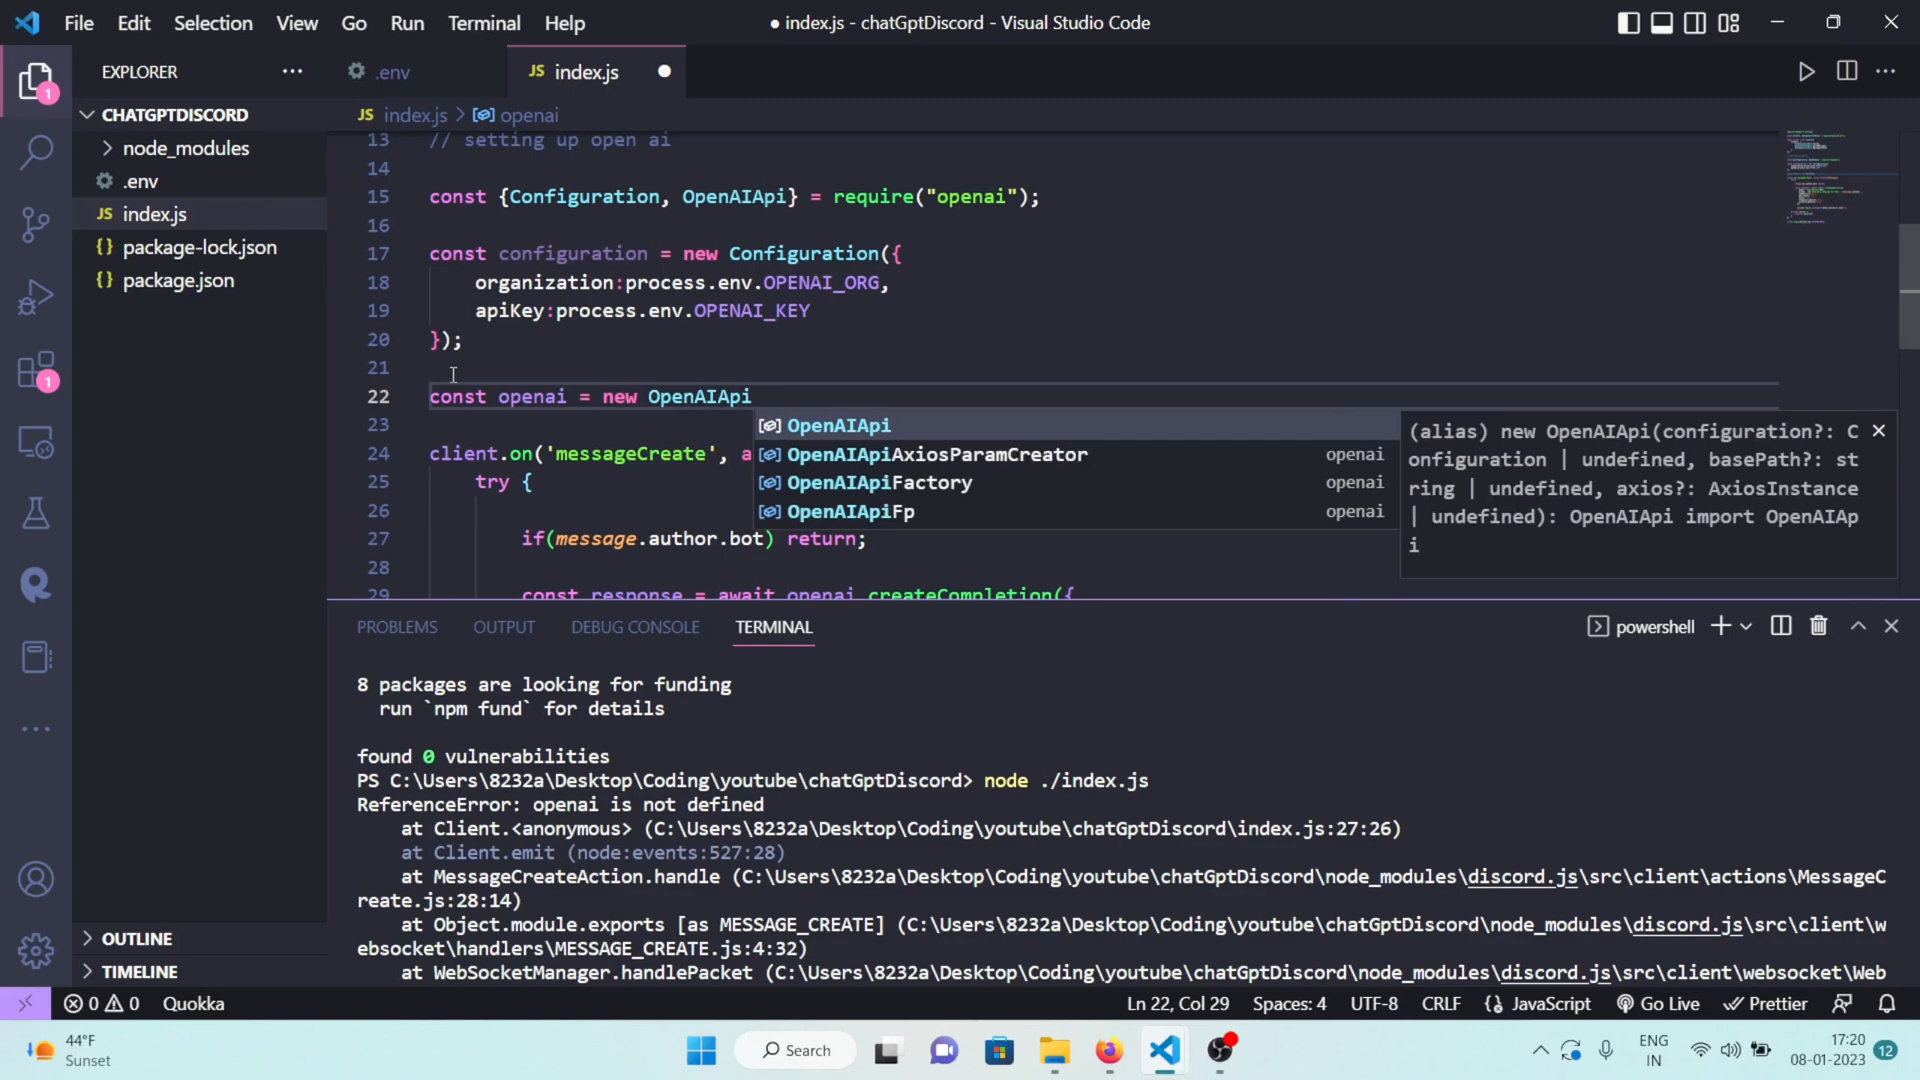 File Edit Selection View Go Run Terminal Help
● index.js - chatGptDiscord - Visual Studio Code
EXPLORER
.env
JS index.js
CHATGPTDISCORD
node_modules
.env
JS index.js
{} package-lock.json
{} package.json
OUTLINE
TIMELINE
1
1
JS index.js > openai
13 // setting up open ai
14
15 const {Configuration, OpenAIApi} = require("openai");
16
17 const configuration = new Configuration({
18 organization:process.env.OPENAI_ORG,
19 apiKey:process.env.OPENAI_KEY
20 });
21
22 const openai = new OpenAIApi
23
24 client.on('messageCreate', a
25 try {
26
27 if(message.author.bot) return;
28
29 const response = await openai.createCompletion({
OpenAIApi
OpenAIApiAxiosParamCreator openai
OpenAIApiFactory openai
OpenAIApiFp openai
(alias) new OpenAIApi(configuration?: C
onfiguration | undefined, basePath?: st
ring | undefined, axios?: AxiosInstance
| undefined): OpenAIApi import OpenAIAp
i
PROBLEMS OUTPUT DEBUG CONSOLE TERMINAL
powershell
8 packages are looking for funding
run `npm fund` for details
found 0 vulnerabilities
PS C:\Users\8232a\Desktop\Coding\youtube\chatGptDiscord> node ./index.js
ReferenceError: openai is not defined
at Client.<anonymous> (C:\Users\8232a\Desktop\Coding\youtube\chatGptDiscord\index.js:27:26)
at Client.emit (node:events:527:28)
at MessageCreateAction.handle (C:\Users\8232a\Desktop\Coding\youtube\chatGptDiscord\node_modules\discord.js\src\client\actions\MessageC
reate.js:28:14)
at Object.module.exports [as MESSAGE_CREATE] (C:\Users\8232a\Desktop\Coding\youtube\chatGptDiscord\node_modules\discord.js\src\client\w
ebsocket\handlers\MESSAGE_CREATE.js:4:32)
at WebSocketManager.handlePacket (C:\Users\8232a\Desktop\Coding\youtube\chatGptDiscord\node_modules\discord.js\src\client\websocket\Web
0 0 Quokka
Ln 22, Col 29 Spaces: 4 UTF-8 CRLF {} JavaScript Go Live Prettier
44°F
Sunset
Search
ENG
IN
17:20
08-01-2023
12